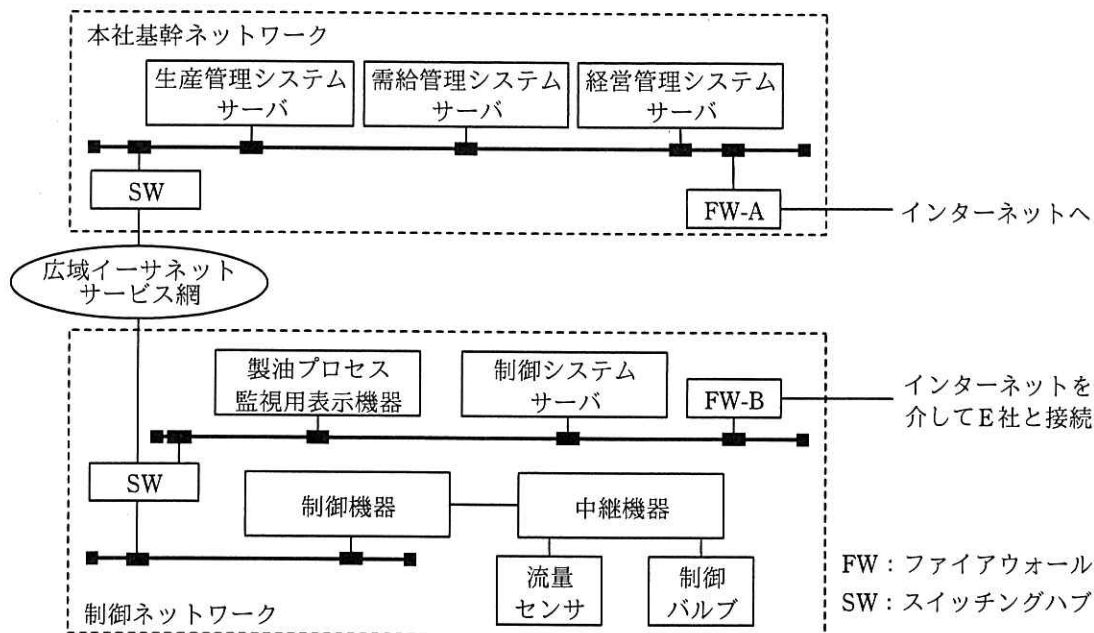 本社基幹ネットワーク
生産管理システム
サーバ
需給管理システム
サーバ
経営管理システム
サーバ
SW
FW-A
インターネットへ
広域イーサネット
サービス網
製油プロセス
監視用表示機器
制御システム
サーバ
FW-B
インターネットを
介してE社と接続
SW
制御機器
中継機器
流量
センサ
制御
バルブ
制御ネットワーク
FW：ファイアウォール
SW：スイッチングハブ